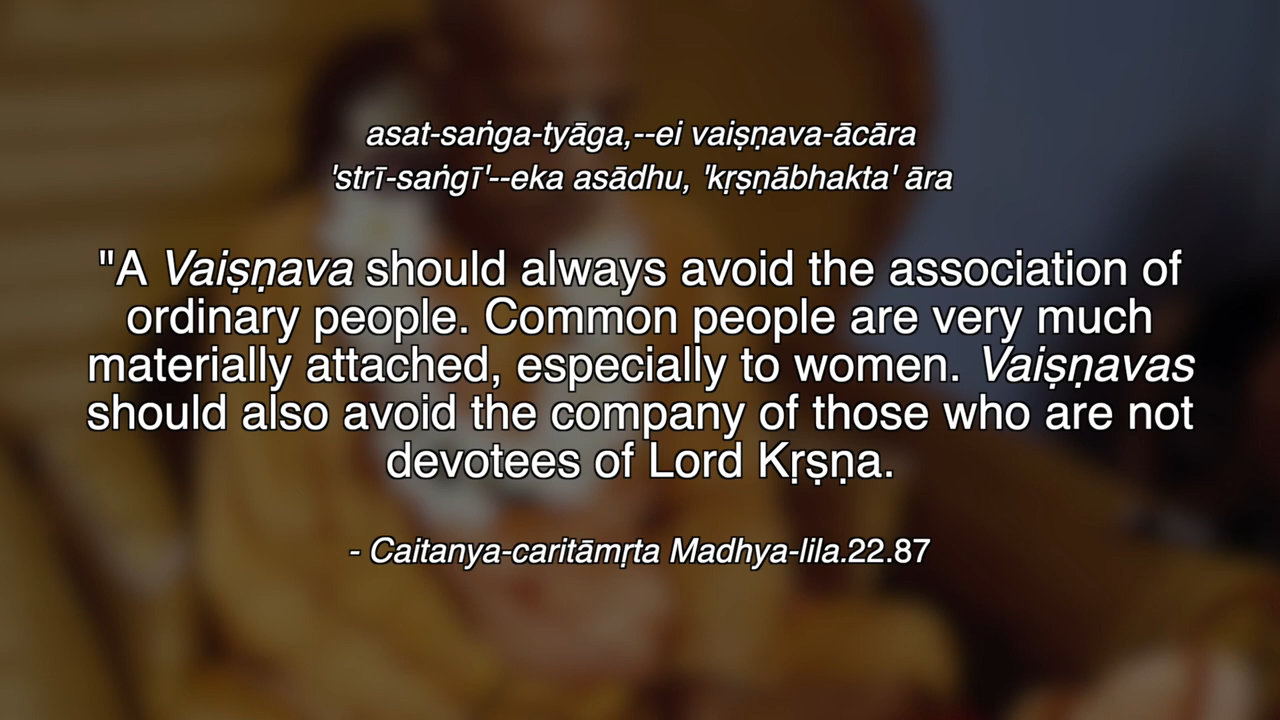 asat-saṅga-tyāga,--ei vaiṣṇava-ācāra
'strī-saṅgī'--eka asādhu, 'kṛṣṇābhakta' āra
"A Vaiṣṇava should always avoid the association of
ordinary people. Common people are very much
materially attached, especially to women. Vaiṣṇavas
should also avoid the company of those who are not
devotees of Lord Kṛṣṇa.
- Caitanya-caritāmṛta Madhya-lila.22.87